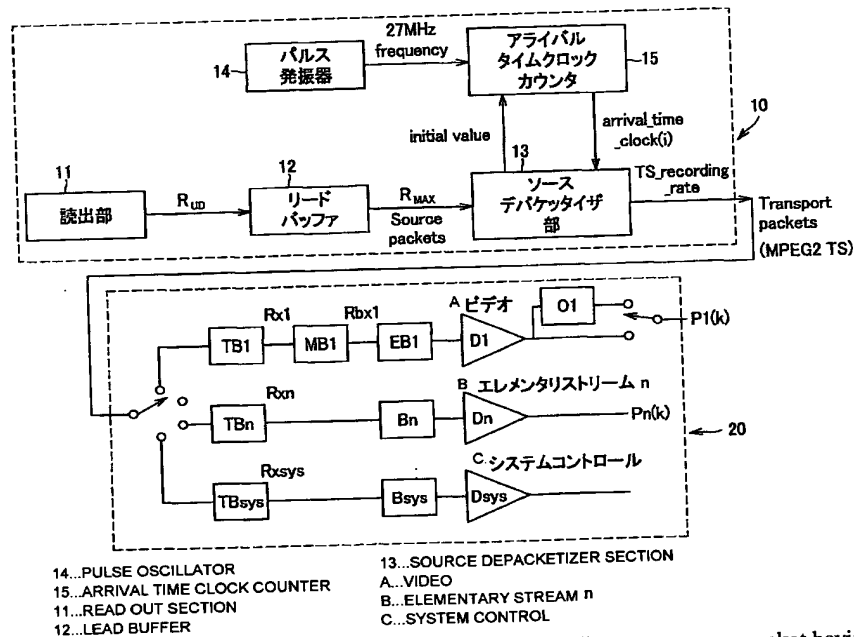 27MHz
frequency
パルス
発振器
14
アライバル
タイムクロック
カウンタ
15
10
initial value
arrival_time
_clock(i)
11
読出部
RUD
12
リード
バッファ
RMAX
Source
packets
13
ソース
デパケッタイザ
部
TS_recording_
rate
Transport
packets
(MPEG2 TS)
TB1
Rx1
MB1
Rbx1
EB1
A ビデオ
D1
O1
P1(k)
Rxn
TBn
Bn
B エレメンタリストリーム n
Dn
Pn(k)
20
Rxsys
TBsys
Bsys
C.システムコントロール
Dsys
14...PULSE OSCILLATOR
15...ARRIVAL TIME CLOCK COUNTER
11...READ OUT SECTION
12...LEAD BUFFER
13...SOURCE DEPACKETIZER SECTION
A...VIDEO
B...ELEMENTARY STREAM n
C...SYSTEM CONTROL